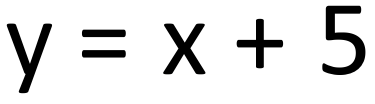 y = x + 5